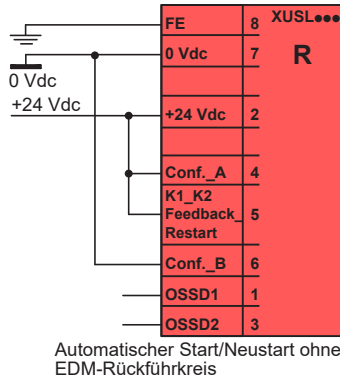 FE 8 XUSL●●●
0 Vdc 7 R
0 Vdc
+24 Vdc
+24 Vdc 2
Conf._A 4
K1_K2
Feedback_ 5
Restart
Conf._B 6
OSSD1 1
OSSD2 3
Automatischer Start/Neustart ohne
EDM-Rückführkreis